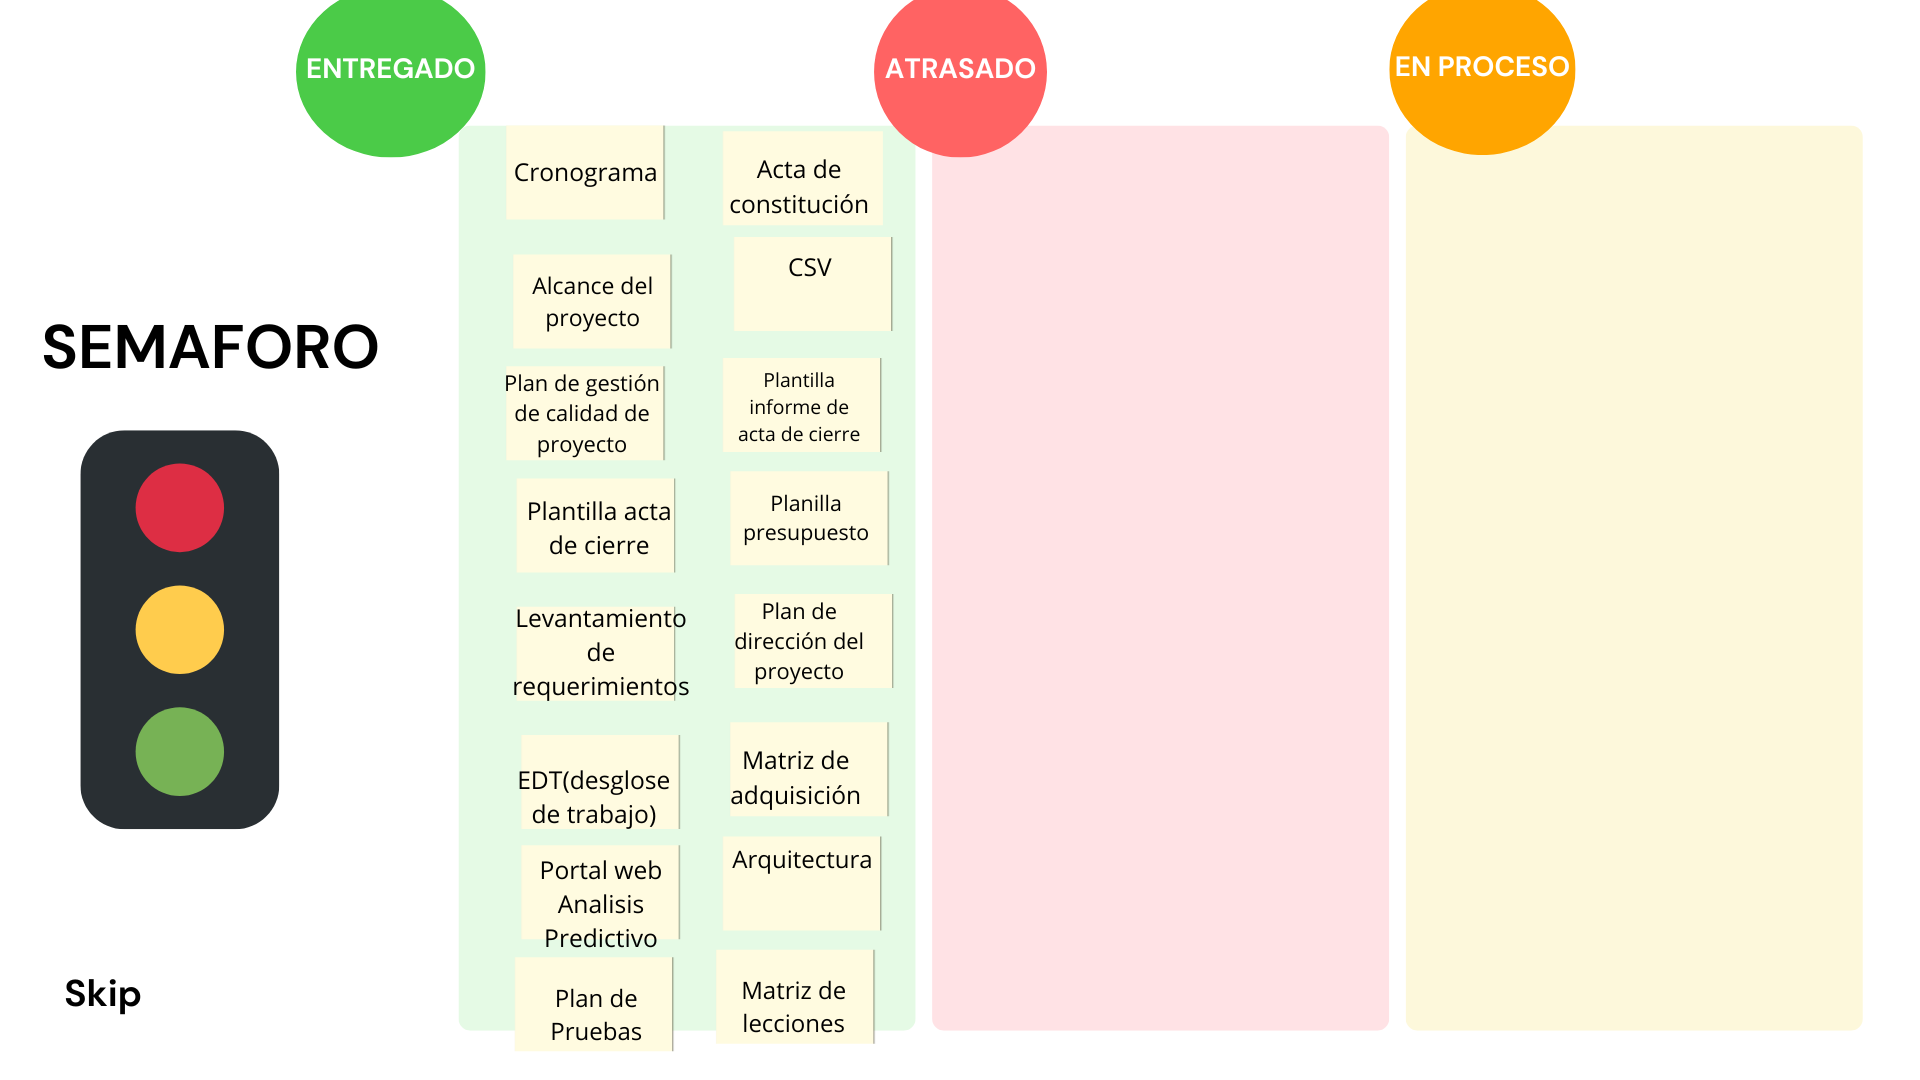 ENTREGADO
ATRASADO
EN PROCESO
SEMAFORO
Skip
Cronograma
Alcance del
proyecto
Plan de gestión
de calidad de
proyecto
Plantilla acta
de cierre
Levantamiento
de
requerimientos
EDT(desglose
de trabajo)
Portal web
Analisis
Predictivo
Plan de
Pruebas
Acta de
constitución
CSV
Plantilla
informe de
acta de cierre
Planilla
presupuesto
Plan de
dirección del
proyecto
Matriz de
adquisición
Arquitectura
Matriz de
lecciones